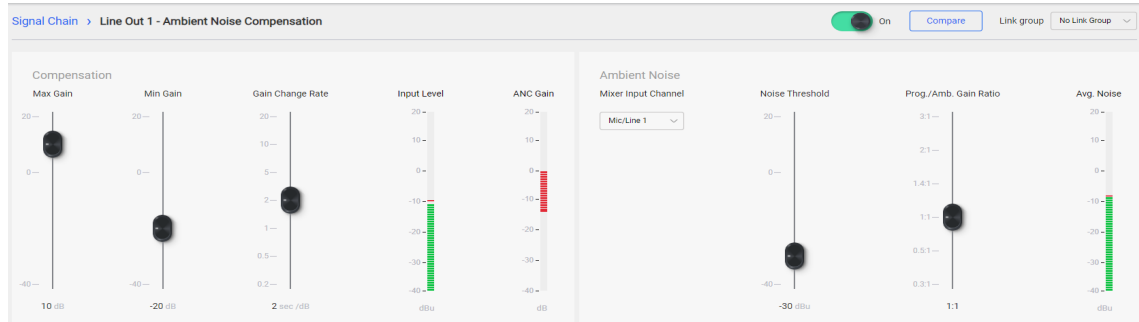 Signal Chain > Line Out 1 - Ambient Noise Compensation
On
Compare
Link group
No Link Group
Compensation
Max Gain
20
0
-40
10 dB
Min Gain
20
0
-40
-20 dB
Gain Change Rate
20
10
5
2
1
0.5
0.2
2 sec /dB
Input Level
20
10
0
-10
-20
-30
-40
dBu
ANC Gain
20
10
0
-10
-20
-30
-40
dB
Ambient Noise
Mixer Input Channel
Mic/Line 1
Noise Threshold
20
0
-40
-30 dBu
Prog./Amb. Gain Ratio
3:1
2:1
1.4:1
1:1
0.5:1
0.3:1
1:1
Avg. Noise
20
10
0
-10
-20
-30
-40
dBu